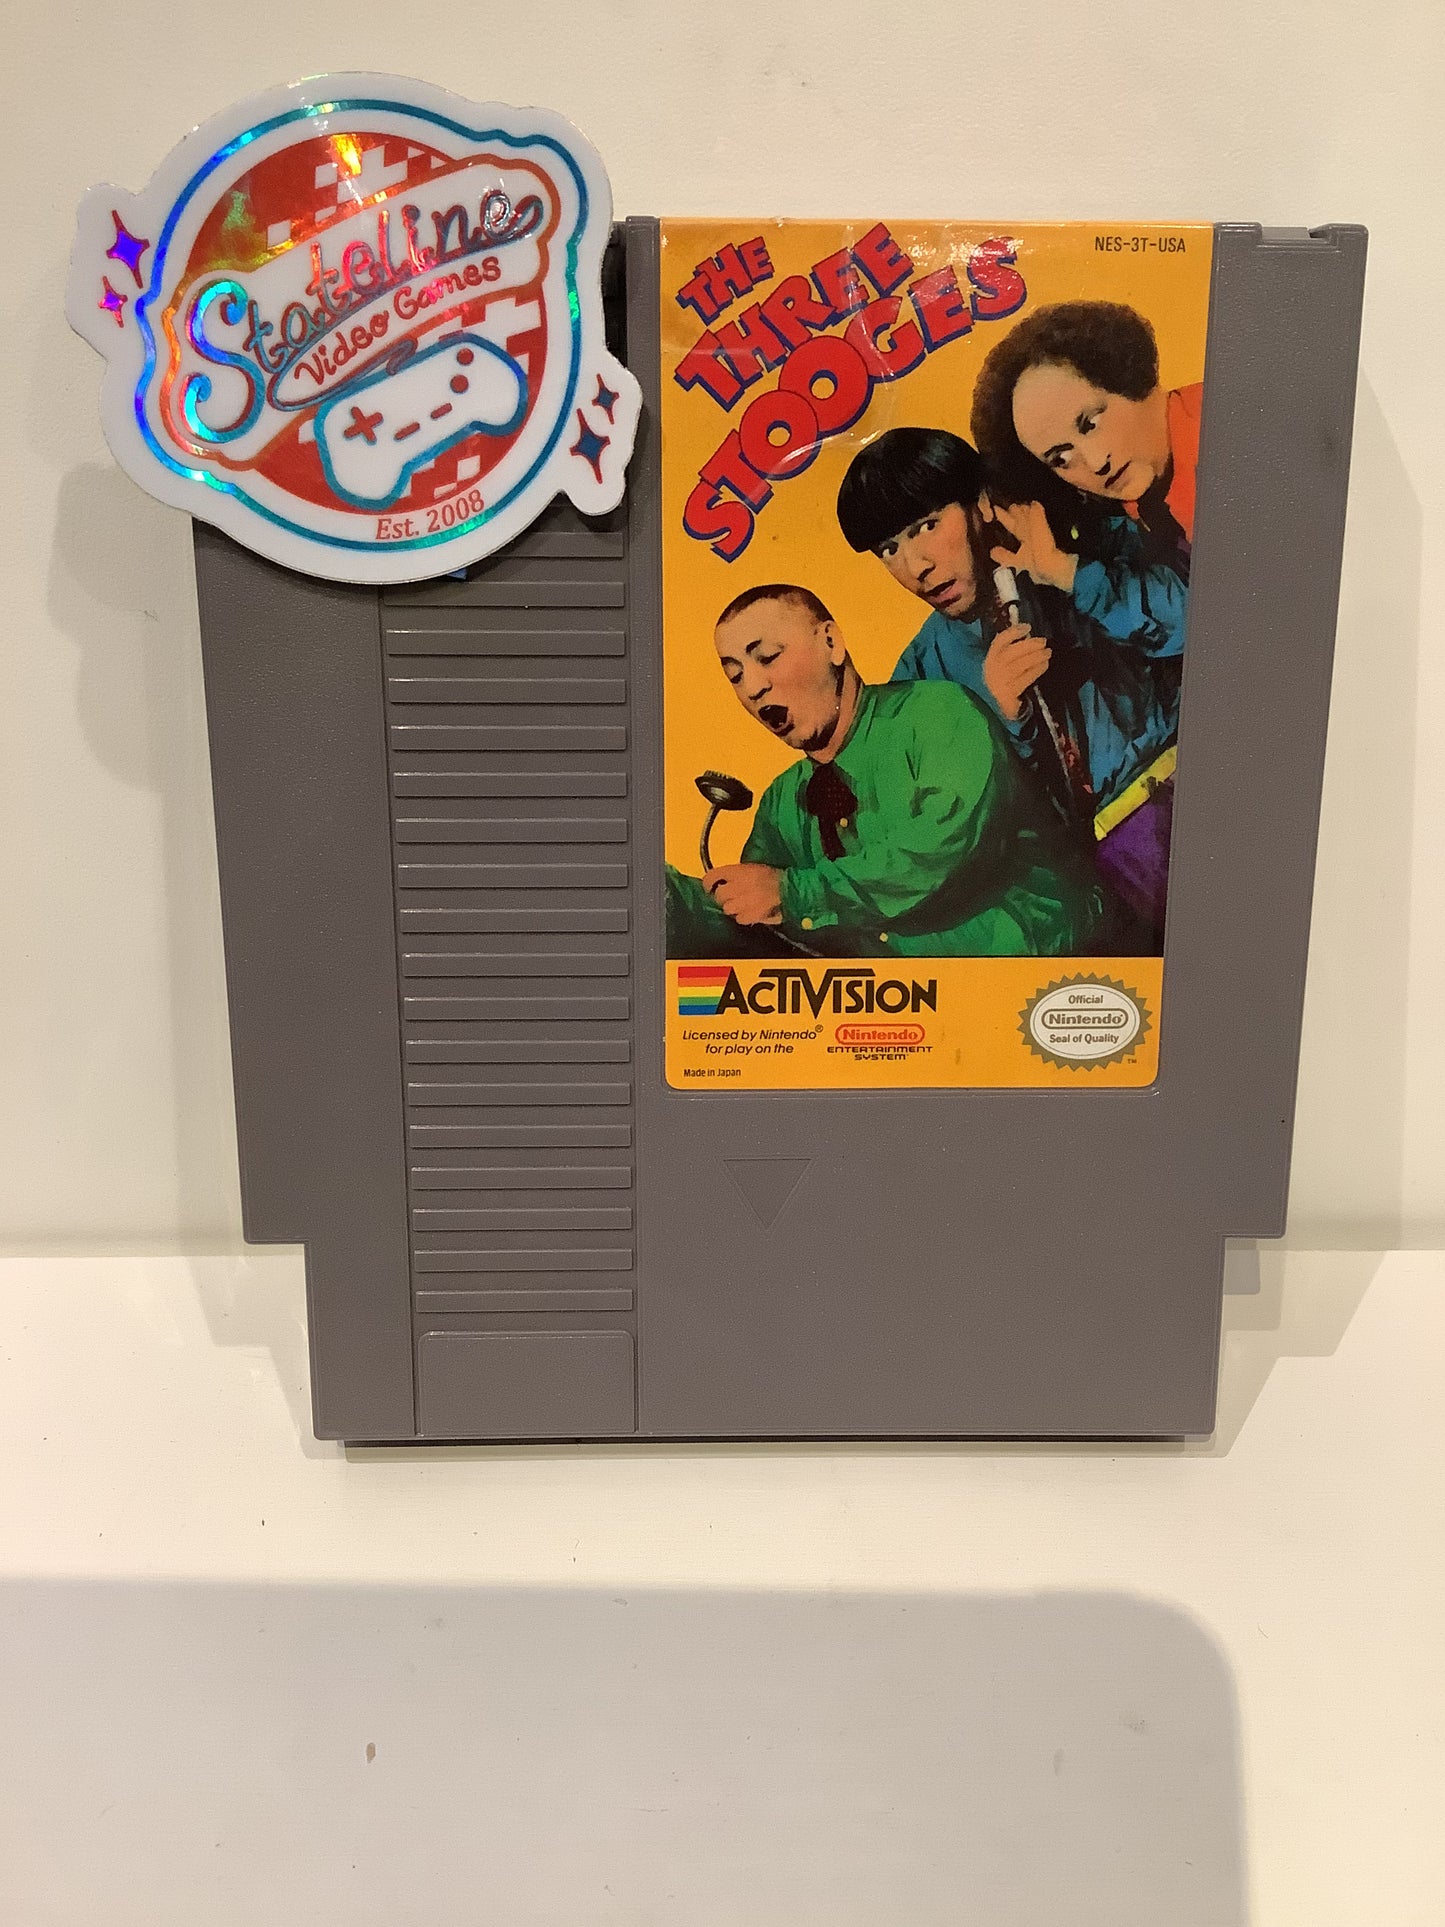 Stateline
Video Games
Est. 2008
NES-3T-USA
THE
THREE
STOOGES
ACTIVISION
Licensed by Nintendo®
for play on the
Nintendo
ENTERTAINMENT
SYSTEM
Made in Japan
Official
Nintendo®
Seal of Quality
TM